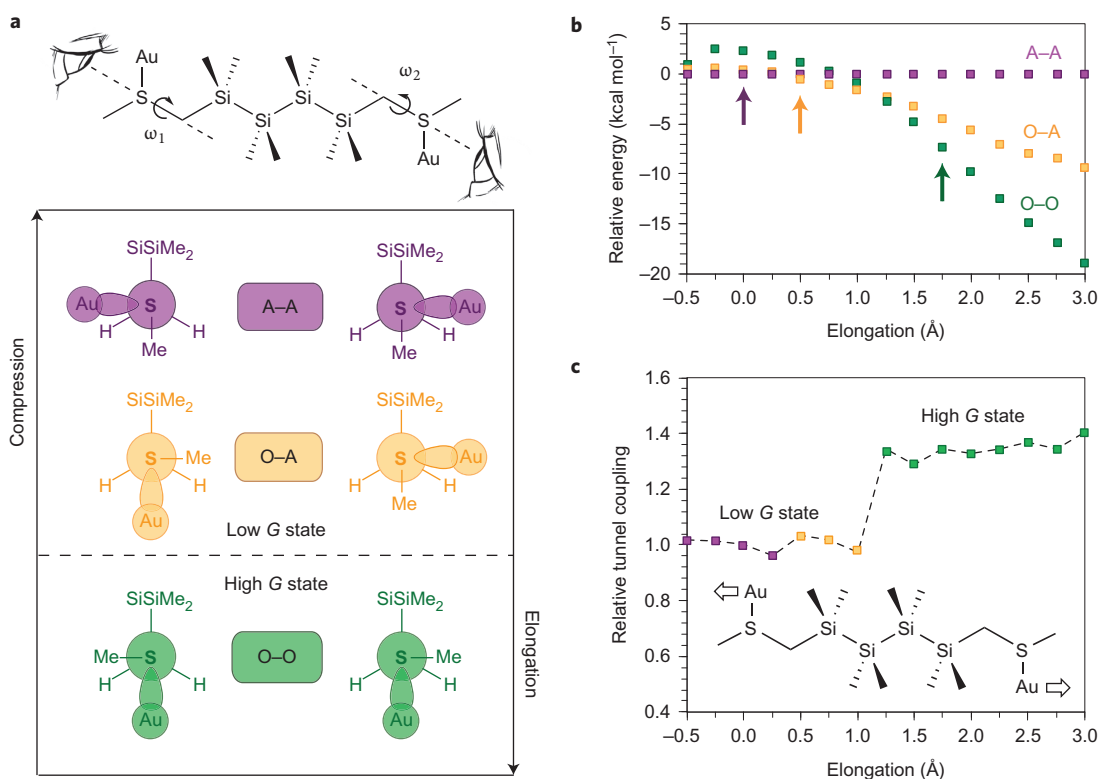 a
Au
S
ω1
Si
Si
Si
Si
ω2
S
Au
Compression
SiSiMe2
Au
S
H
H
Me
A–A
SiSiMe2
S
Au
H
H
Me
SiSiMe2
S
Me
H
H
Au
O–A
SiSiMe2
S
Au
H
H
Me
Low G state
High G state
SiSiMe2
Me
S
H
H
Au
O–O
SiSiMe2
S
Me
H
H
Au
Elongation
b
Relative energy (kcal mol–1)
5
0
–5
–10
–15
–20
A–A
O–A
O–O
–0.5 0.0 0.5 1.0 1.5 2.0 2.5 3.0
Elongation (Å)
c
Relative tunnel coupling
1.6
1.4
1.2
1.0
0.8
0.6
0.4
High G state
Low G state
Au
S
Si
Si
Si
Si
S
Au
–0.5 0.0 0.5 1.0 1.5 2.0 2.5 3.0
Elongation (Å)